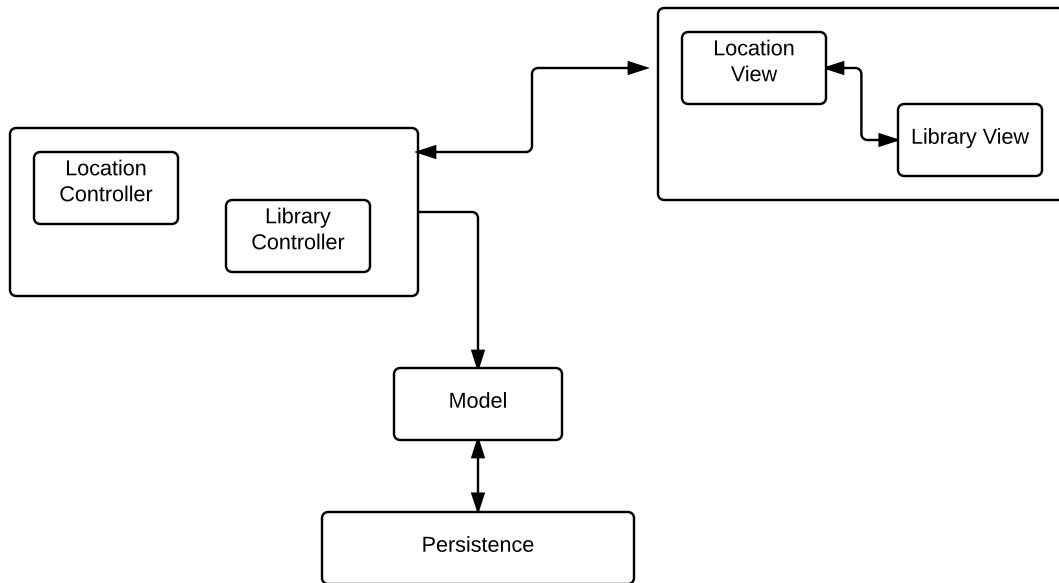 Location
View
Library View
Location
Controller
Library
Controller
Model
Persistence